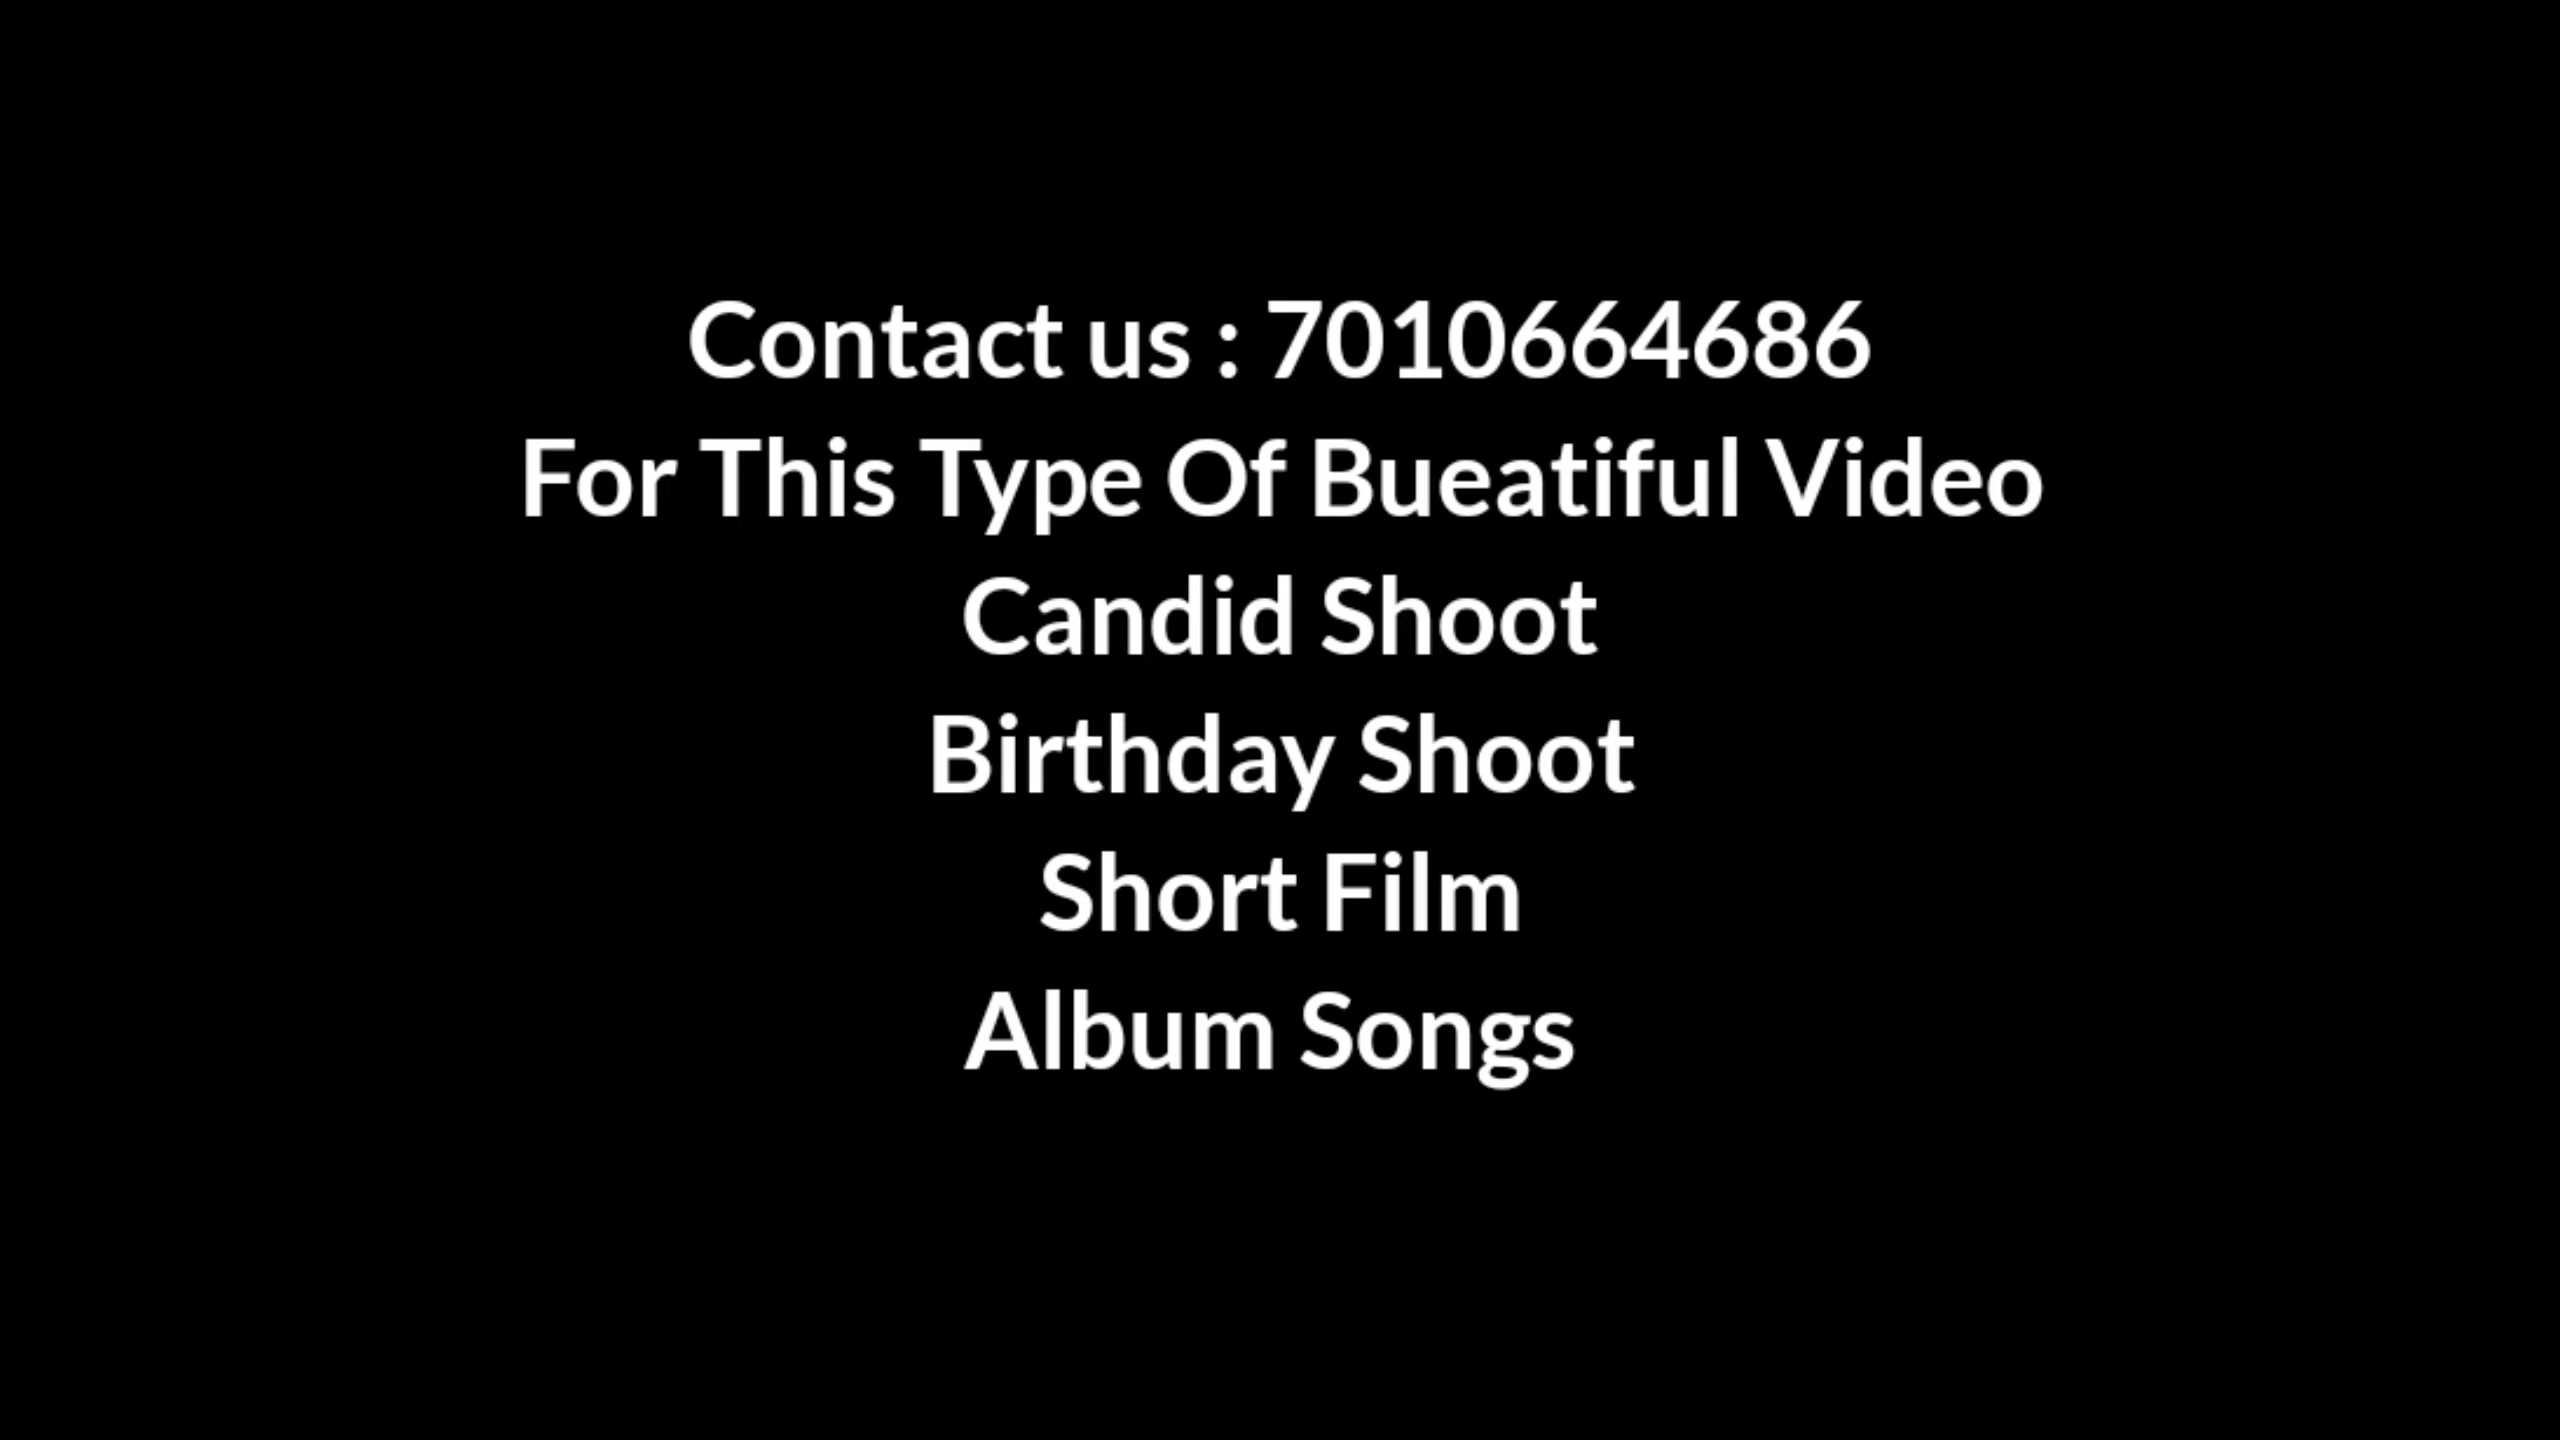 Contact us : 7010664686
For This Type Of Bueatiful Video
Candid Shoot
Birthday Shoot
Short Film
Album Songs